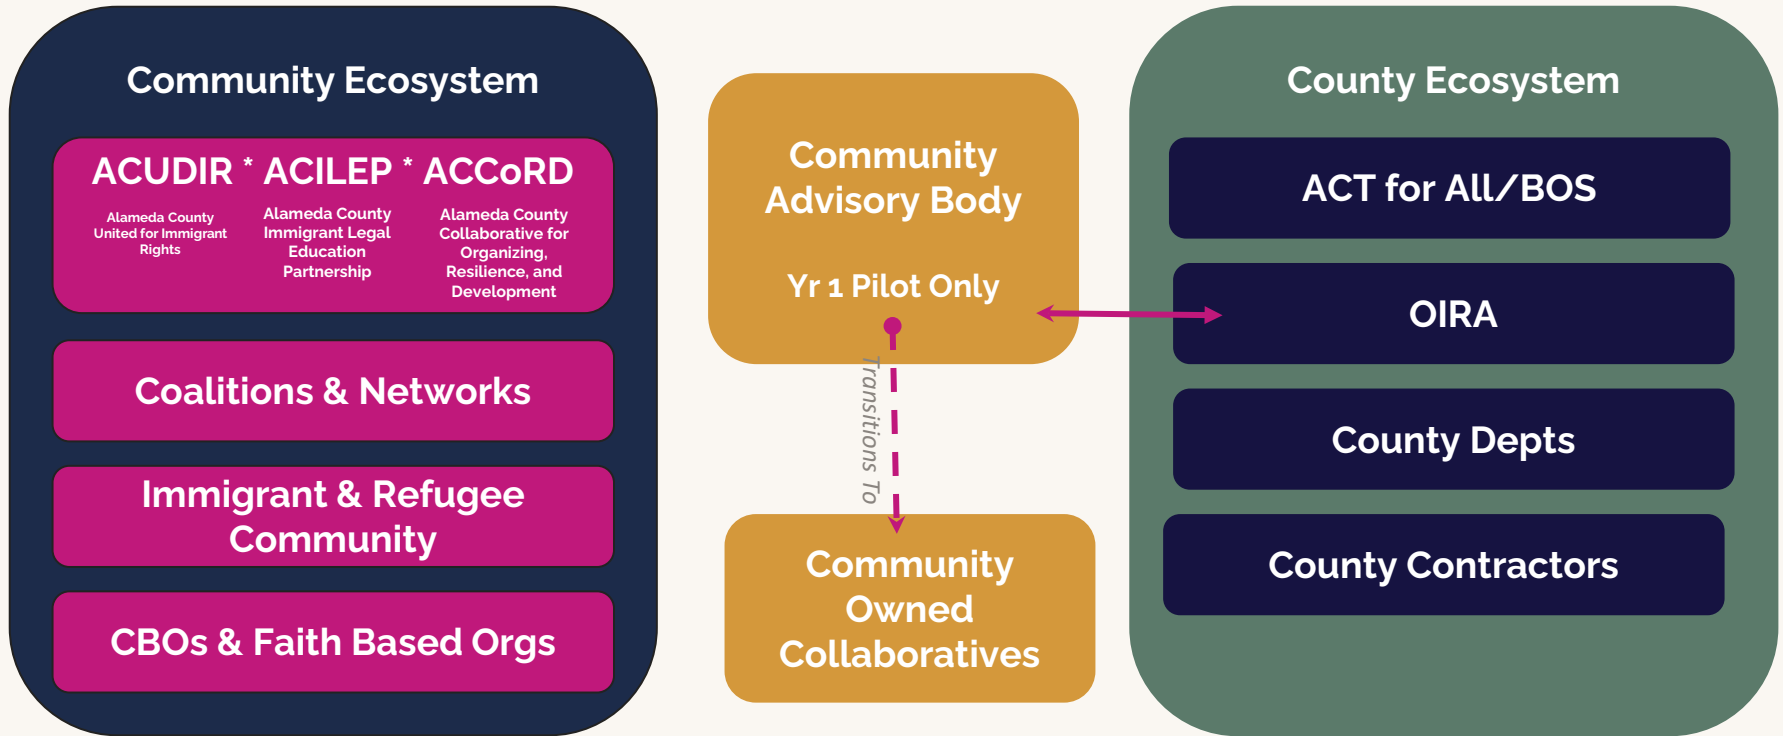 Community Ecosystem
ACUDIR * ACILEP * ACCoRD
Alameda County
United for Immigrant
Rights
Alameda County
Immigrant Legal
Education
Partnership
Alameda County
Collaborative for
Organizing,
Resilience, and
Development
Coalitions & Networks
Immigrant & Refugee
Community
CBOs & Faith Based Orgs
Community
Advisory Body
Yr 1 Pilot Only
Transitions To
Community
Owned
Collaboratives
County Ecosystem
ACT for All/BOS
OIRA
County Depts
County Contractors